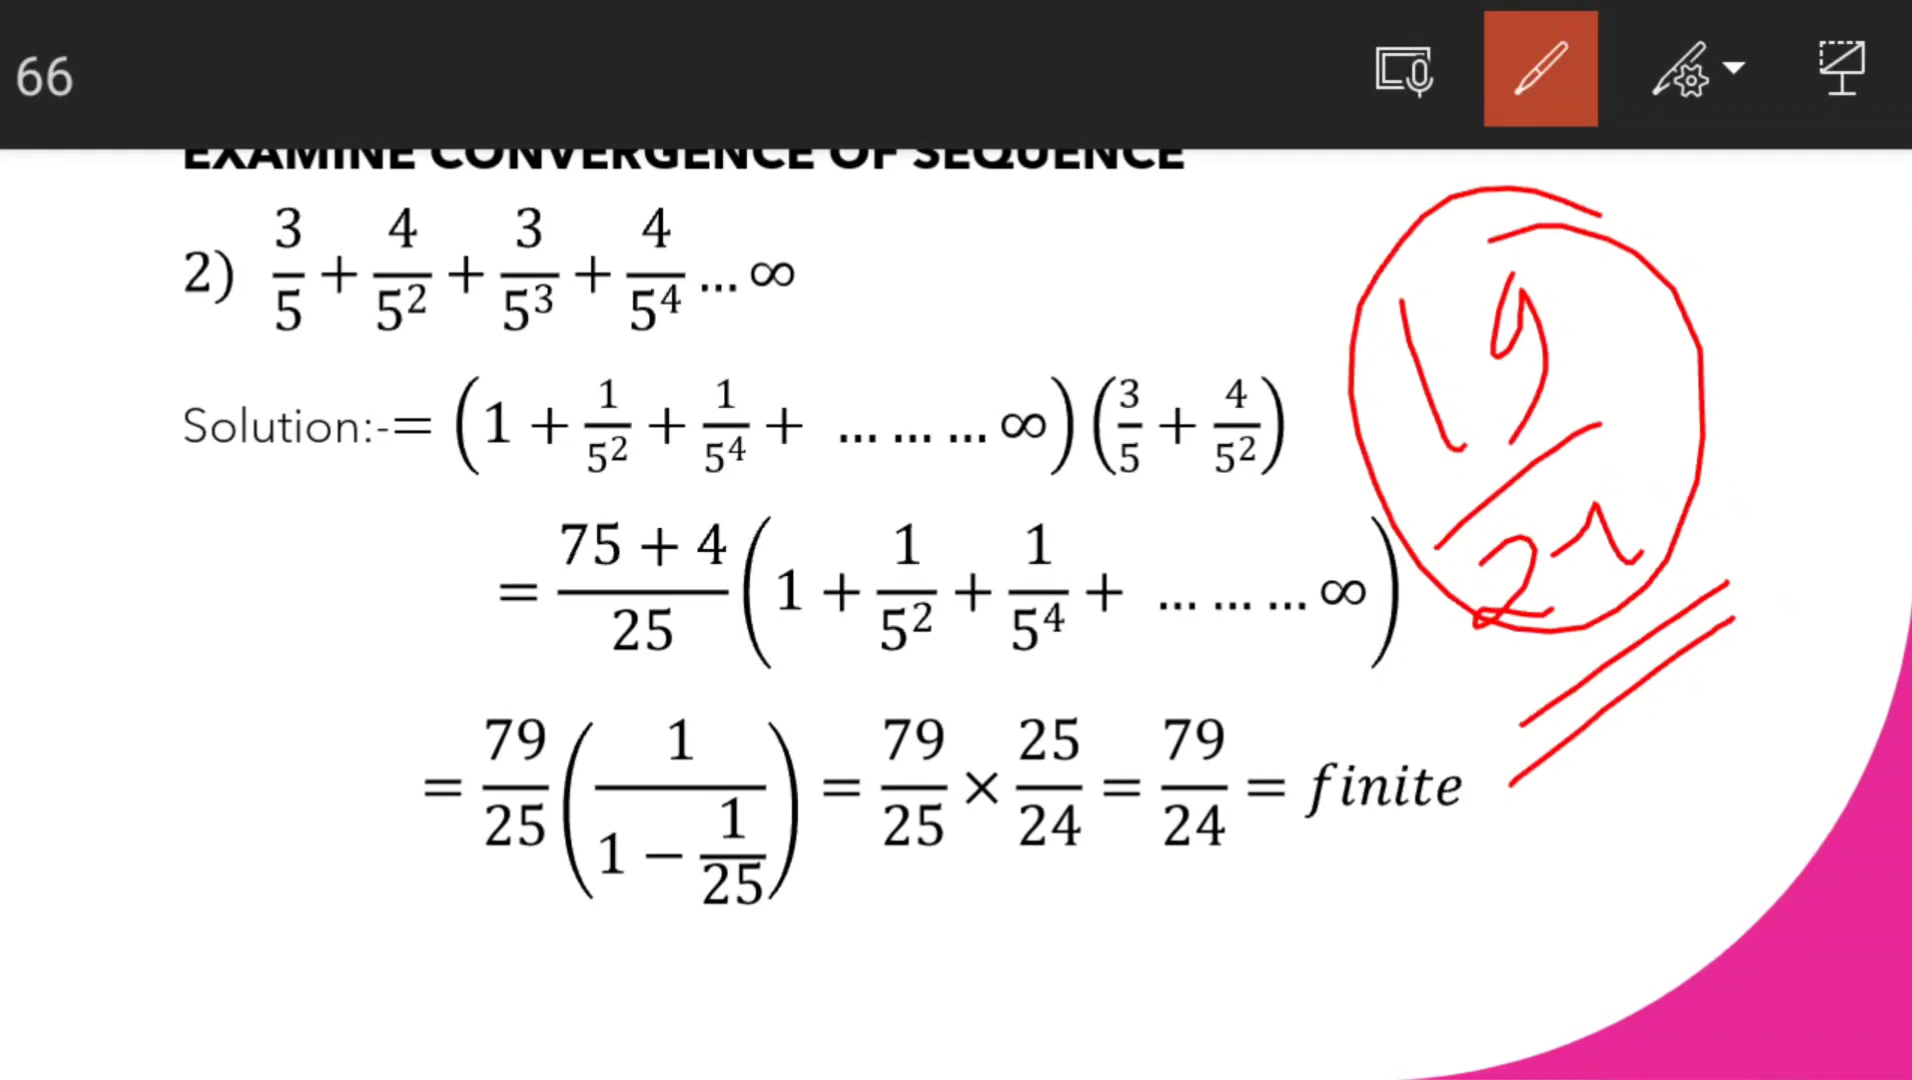 66
EXAMINE CONVERGENCE OF SEQUENCE
2) 3/5 + 4/5² + 3/5³ + 4/5⁴ ... ∞
Solution:-= (1 + 1/5² + 1/5⁴ + ... ... ... ∞) (3/5 + 4/5²)
= (75 + 4)/25 (1 + 1/5² + 1/5⁴ + ... ... ... ∞)
= 79/25 (1/(1 − 1/25)) = 79/25 × 25/24 = 79/24 = finite